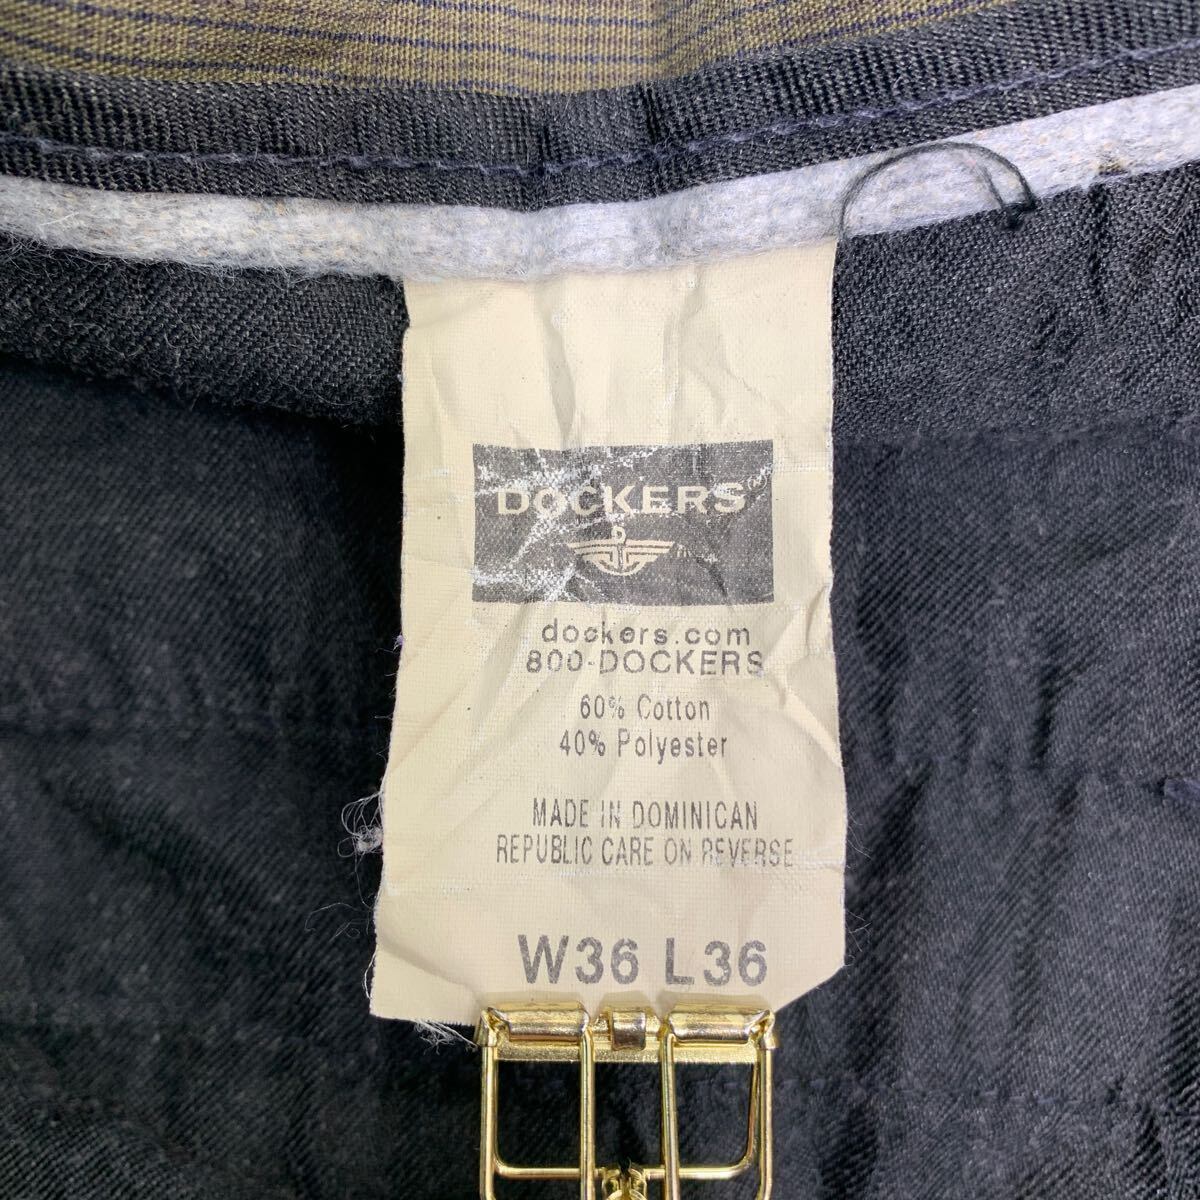 DOCKERS®
D
dockers.com
800-DOCKERS
60% Cotton
40% Polyester
MADE IN DOMINICAN
REPUBLIC CARE ON REVERSE
W36 L36